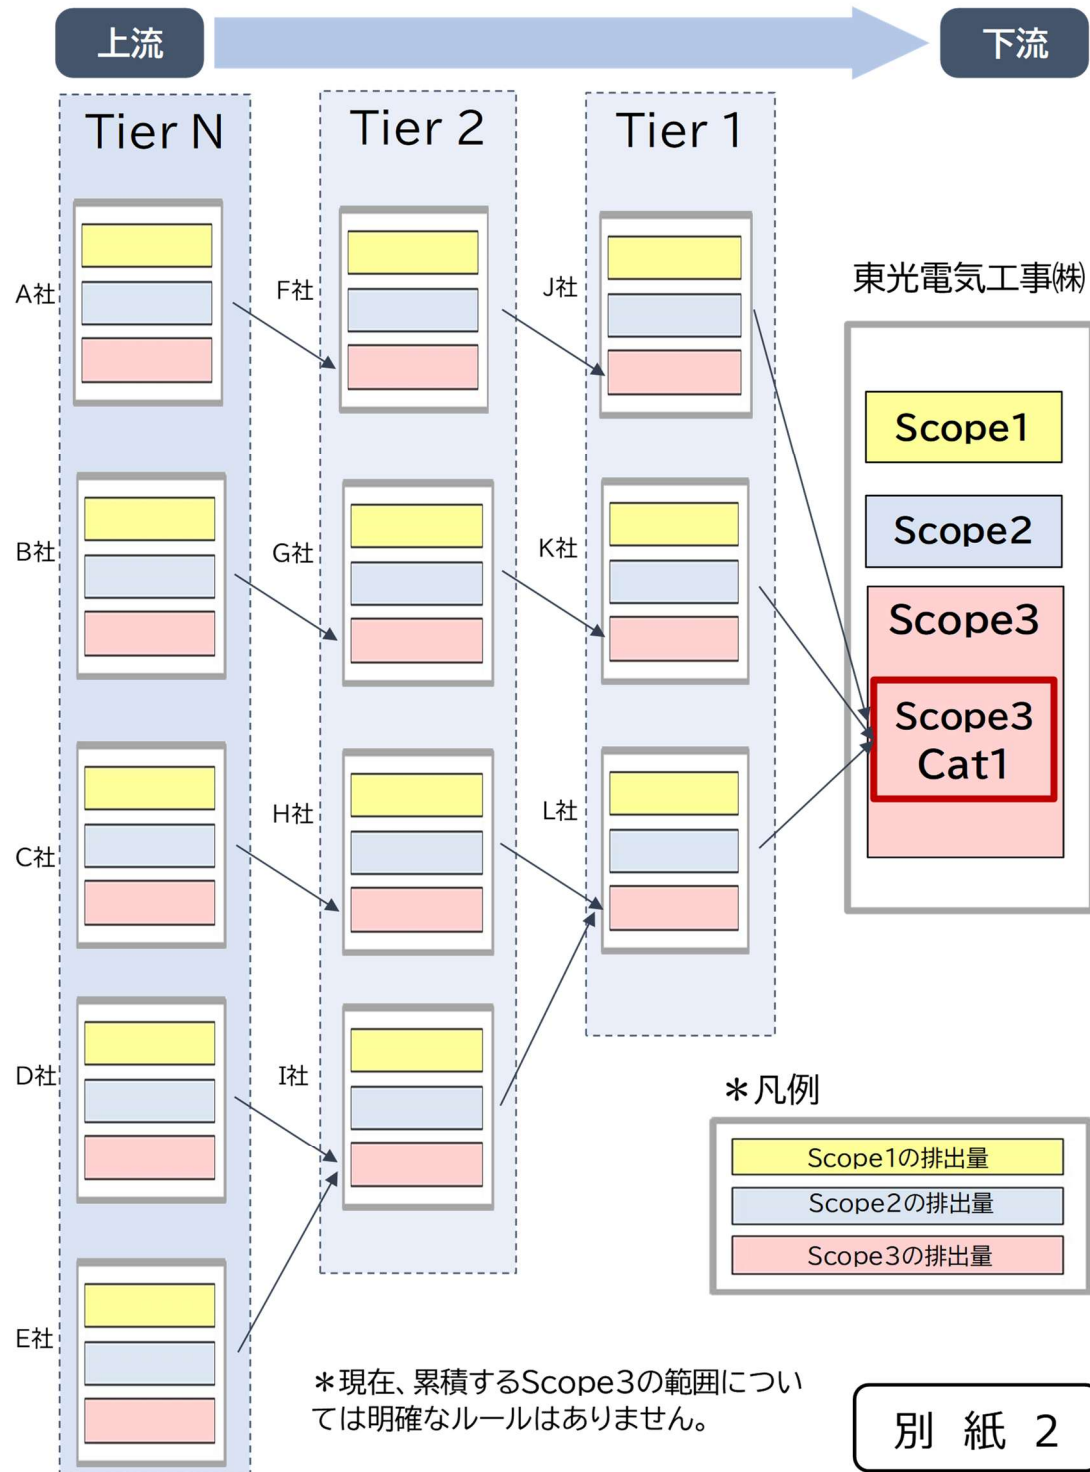 上流
下流
Tier N
Tier 2
Tier 1
A社
F社
J社
東光電気工事㈱
Scope1
B社
G社
K社
Scope2
Scope3
Scope3
Cat1
C社
H社
L社
D社
I社
＊凡例
Scope1の排出量
Scope2の排出量
Scope3の排出量
E社
＊現在、累積するScope3の範囲につい
ては明確なルールはありません。
別 紙 2